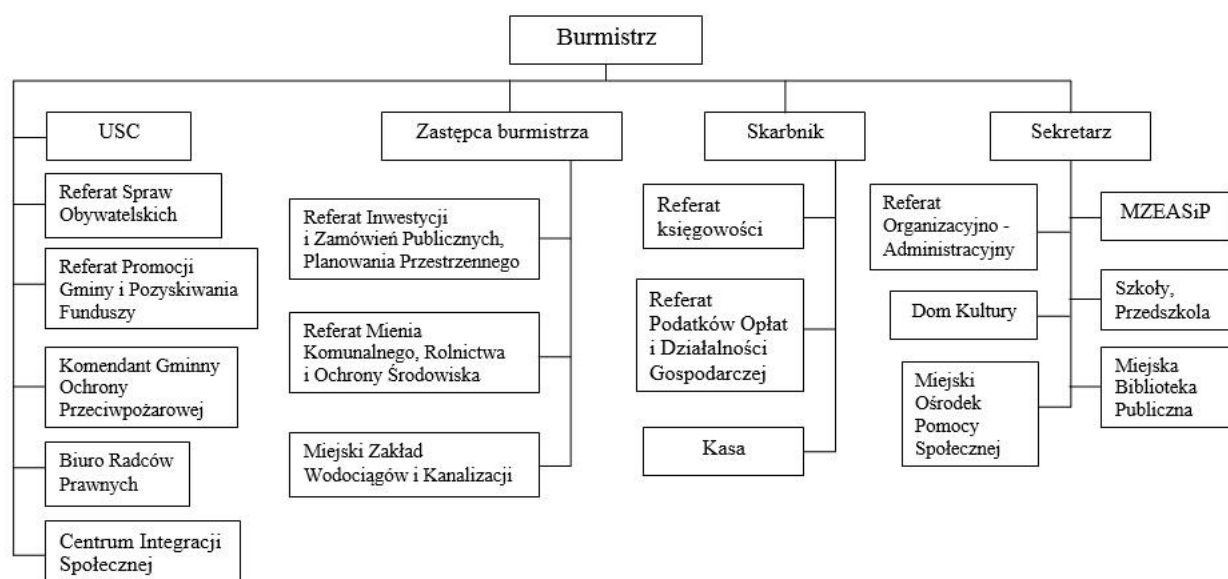 Burmistrz
USC
Referat Spraw
Obywatelskich
Referat Promocji
Gminy i Pozyskiwania
Funduszy
Komendant Gminny
Ochrony
Przeciwpożarowej
Biuro Radców
Prawnych
Centrum Integracji
Społecznej
Zastępca burmistrza
Referat Inwestycji
i Zamówień Publicznych,
Planowania Przestrzennego
Referat Mienia
Komunalnego, Rolnictwa
i Ochrony Środowiska
Miejski Zakład
Wodociągów i Kanalizacji
Skarbnik
Referat
księgowości
Referat
Podatków Opłat
i Działalności
Gospodarczej
Kasa
Sekretarz
Referat
Organizacyjno -
Administracyjny
Dom Kultury
Miejski
Ośrodek
Pomocy
Społecznej
MZEASiP
Szkoły,
Przedszkola
Miejska
Biblioteka
Publiczna